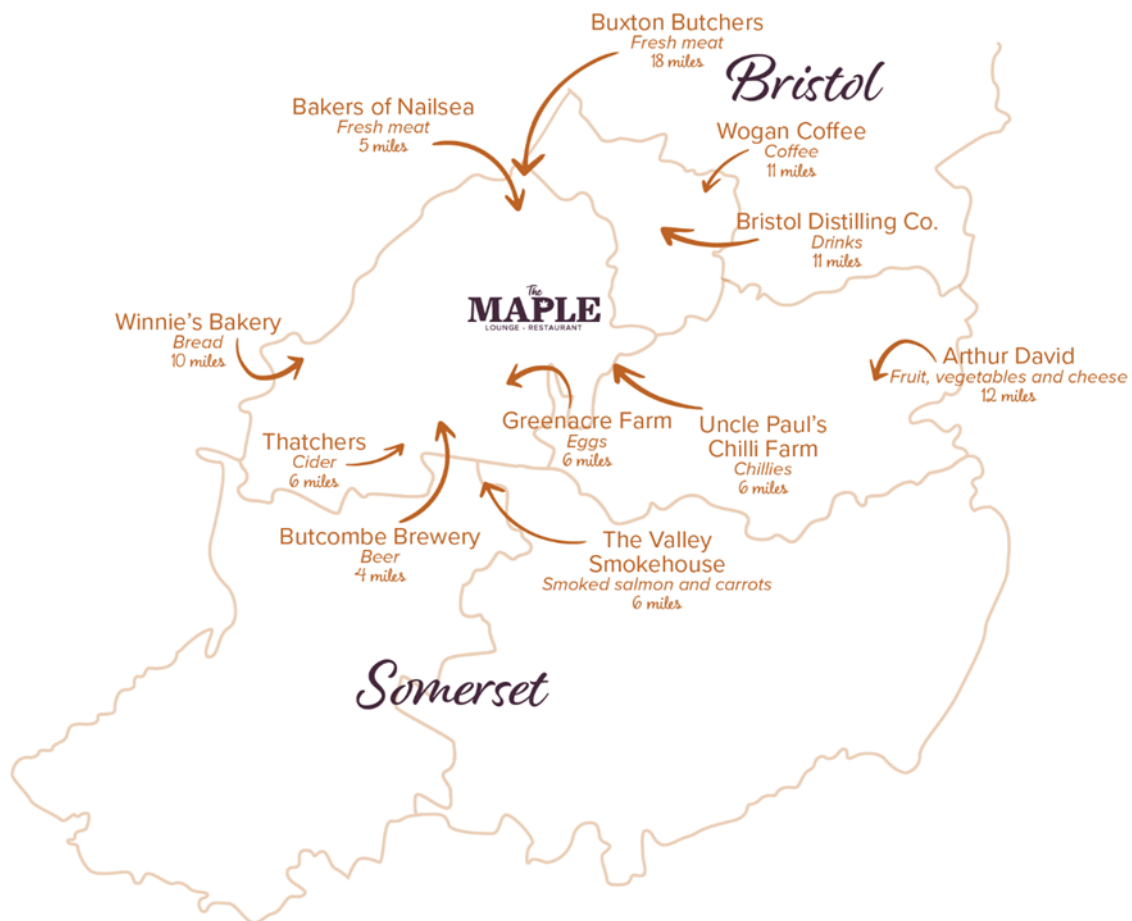 Buxton Butchers
Fresh meat
18 miles
Bristol
Bakers of Nailsea
Fresh meat
5 miles
Wogan Coffee
Coffee
11 miles
Bristol Distilling Co.
Drinks
11 miles
The
MAPLE
LOUNGE - RESTAURANT
Winnie's Bakery
Bread
10 miles
Arthur David
Fruit, vegetables and cheese
12 miles
Greenacre Farm
Eggs
6 miles
Uncle Paul's
Chilli Farm
Chillies
6 miles
Thatchers
Cider
6 miles
Butcombe Brewery
Beer
4 miles
The Valley
Smokehouse
Smoked salmon and carrots
6 miles
Somerset